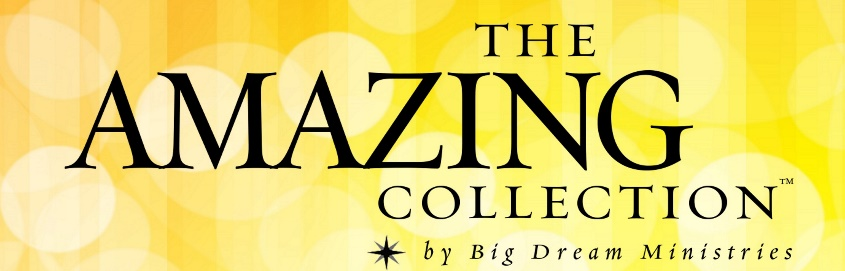 THE
AMAZING
COLLECTION™
by Big Dream Ministries